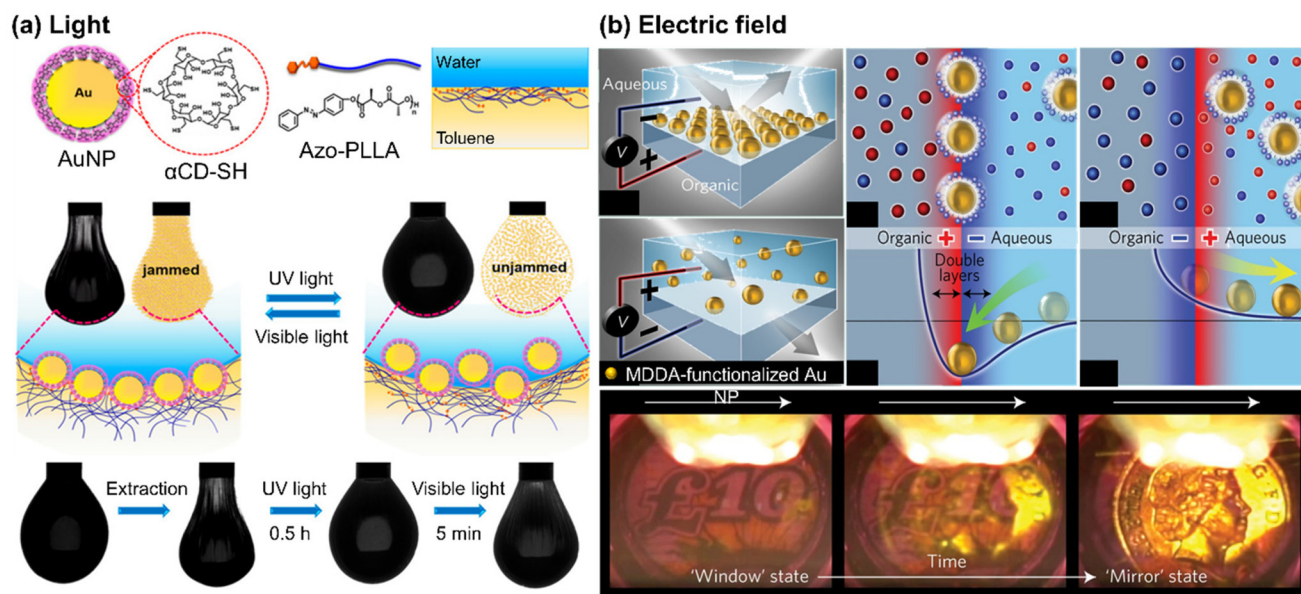 (a) Light
Au
AuNP
αCD-SH
Azo-PLLA
Water
Toluene
jammed
UV light
Visible light
unjammed
Extraction
UV light
0.5 h
Visible light
5 min
(b) Electric field
Aqueous
V
Organic
V
MDDA-functionalized Au
NP
Organic + − Aqueous
Double
layers
Organic − + Aqueous
£10
£10
Time
'Window' state
'Mirror' state